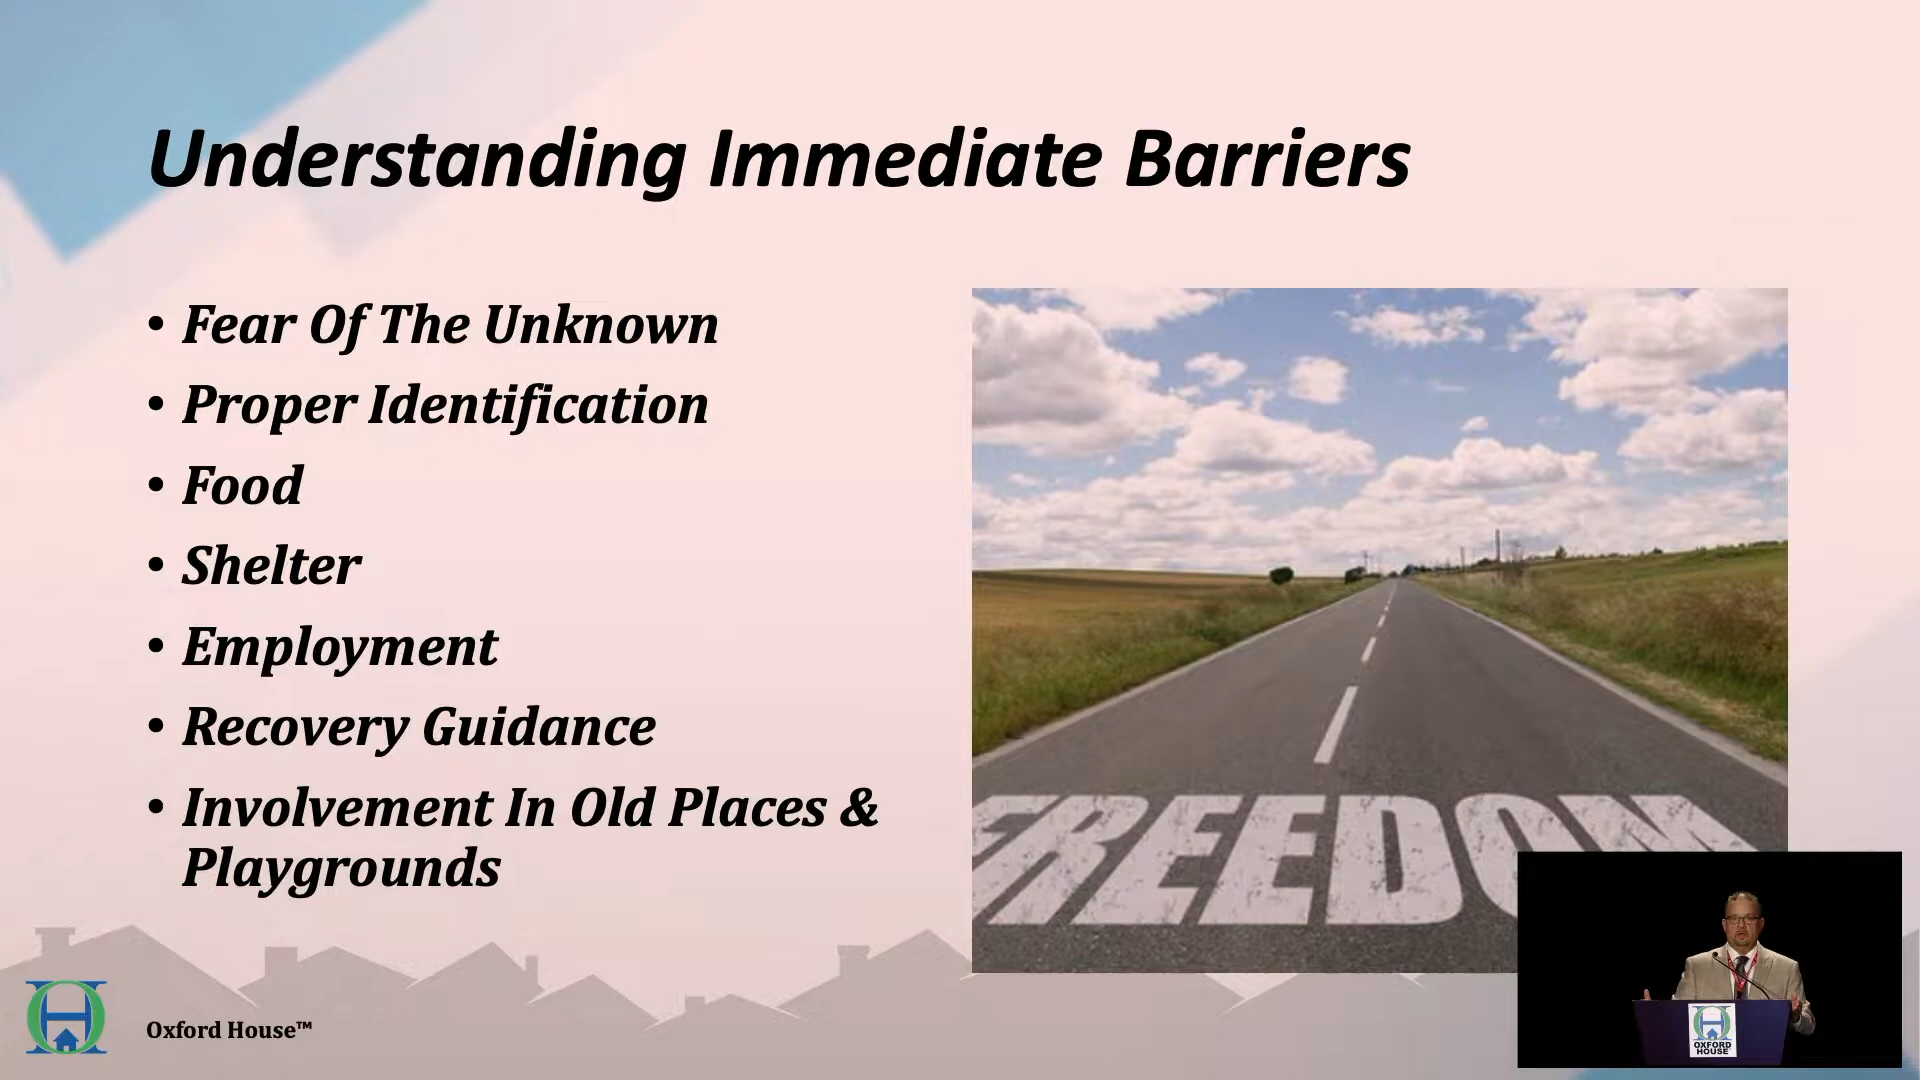 Understanding Immediate Barriers
• Fear Of The Unknown
• Proper Identification
• Food
• Shelter
• Employment
• Recovery Guidance
• Involvement In Old Places &
Playgrounds
FREEDOM
Oxford House™
OXFORD
HOUSE